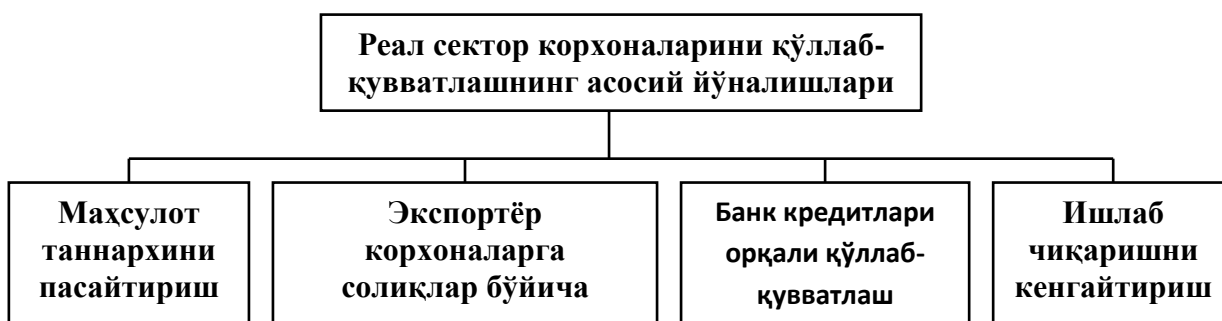 Реал сектор корхоналарини қўллаб-
қувватлашнинг асосий йўналишлари
Маҳсулот
таннархини
пасайтириш
Экспортёр
корхоналарга
солиқлар бўйича
Банк кредитлари
орқали қўллаб-
қувватлаш
Ишлаб
чиқаришни
кенгайтириш